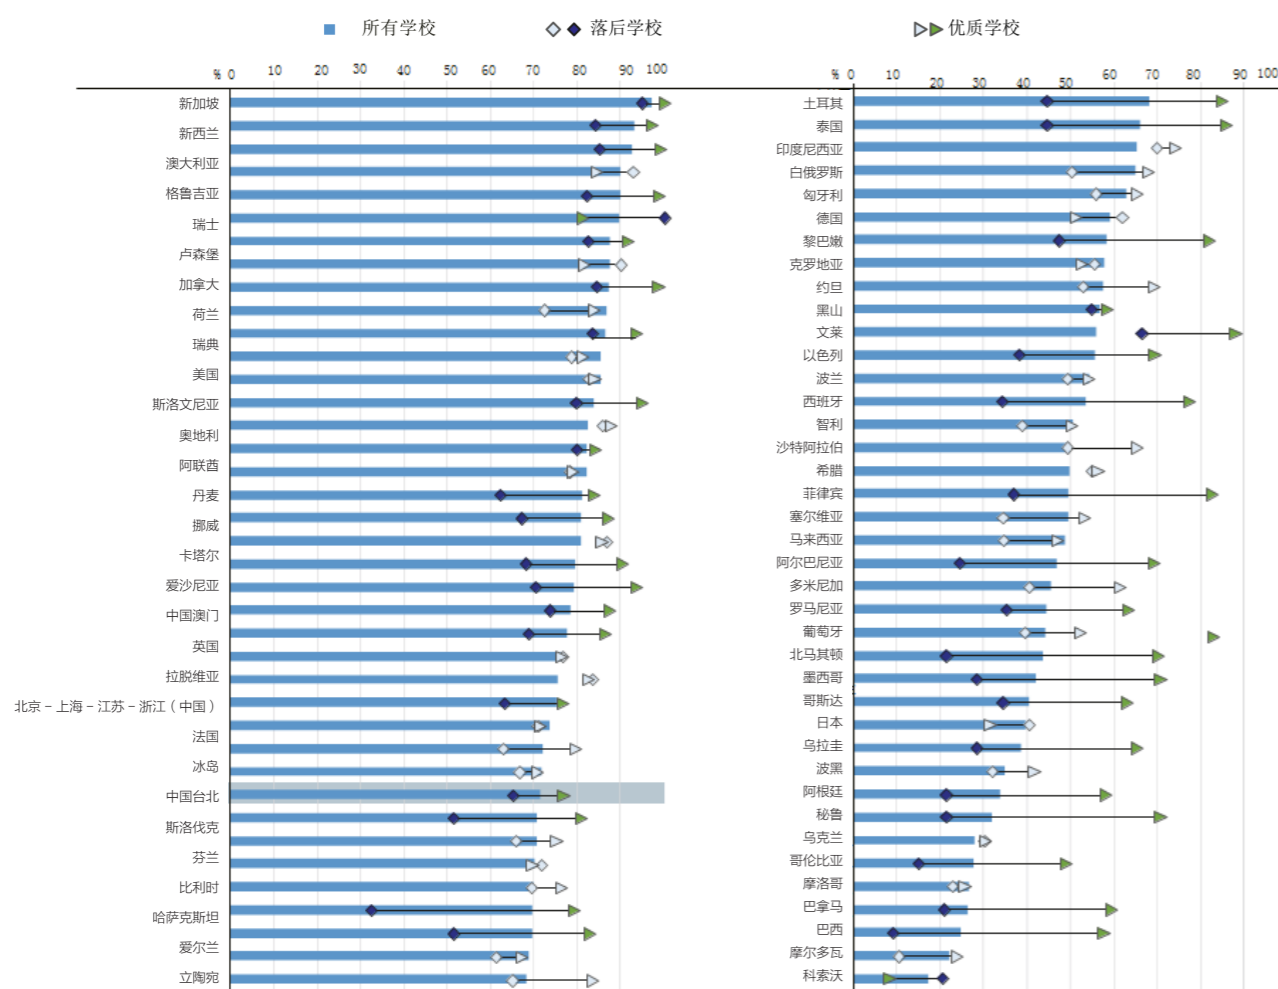 所有学校 落后学校 优质学校
% 0 10 20 20 40 50 60 70 80 90 100
新加坡
新西兰
澳大利亚
格鲁吉亚
瑞士
卢森堡
加拿大
荷兰
瑞典
美国
斯洛文尼亚
奥地利
阿联酋
丹麦
挪威
卡塔尔
爱沙尼亚
中国澳门
英国
拉脱维亚
北京－上海－江苏－浙江（中国）
法国
冰岛
中国台北
斯洛伐克
芬兰
比利时
哈萨克斯坦
爱尔兰
立陶宛
% 0 10 20 30 40 50 60 70 80 90 100
土耳其
泰国
印度尼西亚
白俄罗斯
匈牙利
德国
黎巴嫩
克罗地亚
约旦
黑山
文莱
以色列
波兰
西班牙
智利
沙特阿拉伯
希腊
菲律宾
塞尔维亚
马来西亚
阿尔巴尼亚
多米尼加
罗马尼亚
葡萄牙
北马其顿
墨西哥
哥斯达
日本
乌拉圭
波黑
阿根廷
秘鲁
乌克兰
哥伦比亚
摩洛哥
巴拿马
巴西
摩尔多瓦
科索沃